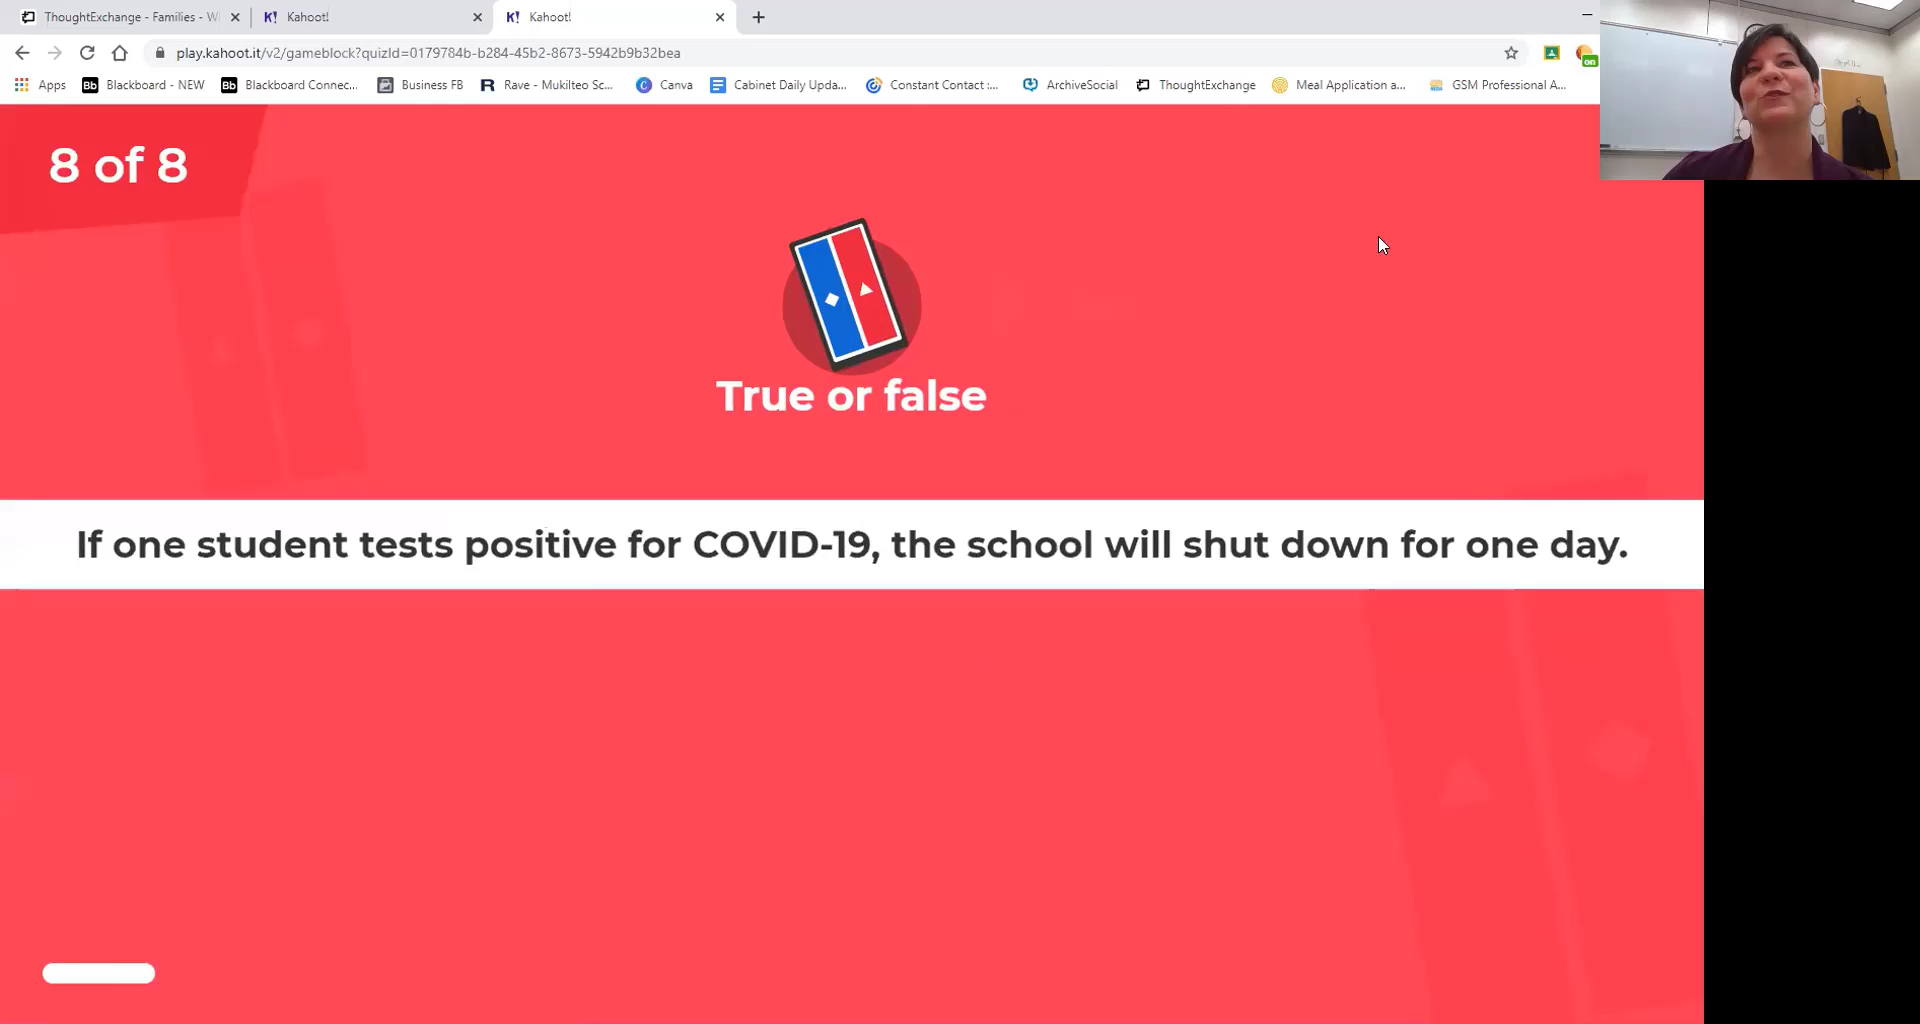 ThoughtExchange - Families - W
Kahoot!
Kahoot!
play.kahoot.it/v2/gameblock?quizId=0179784b-b284-45b2-8673-5942b9b32bea
on
Apps
Bb Blackboard - NEW
Bb Blackboard Connec...
Business FB
R Rave - Mukilteo Sc...
C Canva
Cabinet Daily Upda...
Constant Contact :...
ArchiveSocial
ThoughtExchange
Meal Application a...
GSM Professional A...
8 of 8
True or false
If one student tests positive for COVID-19, the school will shut down for one day.